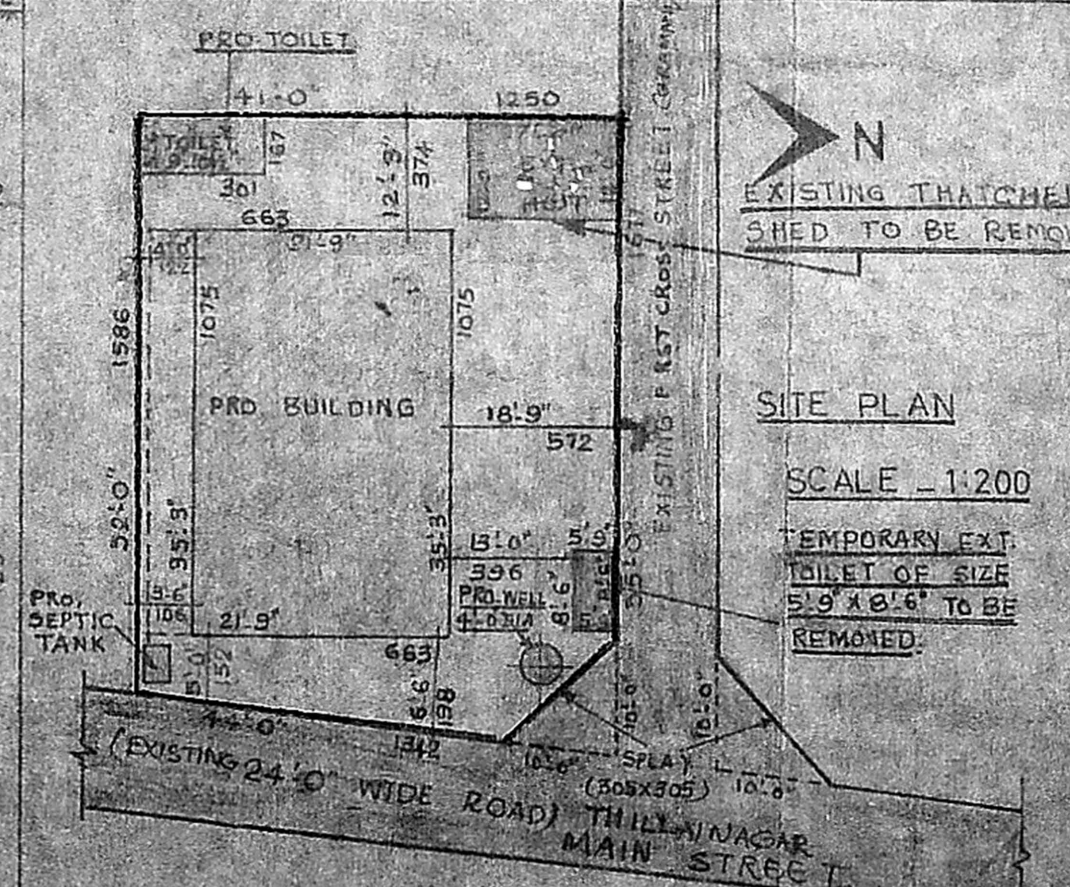 PRO-TOILET
41'-0"
1250
TOILET
167
301
12'-9"
374
N
EXISTING THATCHE
SHED TO BE REMO
663
21'-9"
4'-0"
122
1586
1075
1075
EXISTING F RST CROSS STREET
PRO BUILDING
18'-9"
572
SITE PLAN
SCALE - 1:200
52'-0"
35'-3"
35'-3"
13'-0"
396
5'.9"
8'-6"
TEMPORARY EXT.
TOILET OF SIZE
5'.9" X 8'.6" TO BE
REMOVED.
PRO.
SEPTIC
TANK
3'-6"
106
21'-9"
PRO.WELL
4'-0 DIA
663
5'-0"
152
6'-6"
198
44'-0"
1342
10'-0"
10'-0"
10'-0"
SPLAY
(305X305)
10'-0"
(EXISTING 24'-0" WIDE ROAD) THILLAINAGAR
MAIN STREET